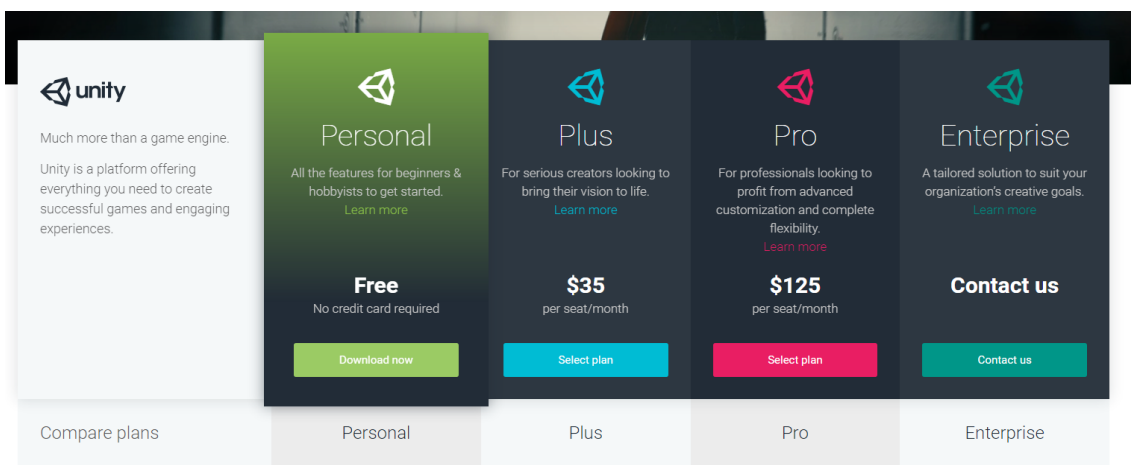 unity
Much more than a game engine.
Unity is a platform offering
everything you need to create
successful games and engaging
experiences.
Personal
All the features for beginners &
hobbyists to get started.
Learn more
Free
No credit card required
Download now
Plus
For serious creators looking to
bring their vision to life.
Learn more
$35
per seat/month
Select plan
Pro
For professionals looking to
profit from advanced
customization and complete
flexibility.
Learn more
$125
per seat/month
Select plan
Enterprise
A tailored solution to suit your
organization's creative goals.
Learn more
Contact us
Contact us
Compare plans
Personal
Plus
Pro
Enterprise